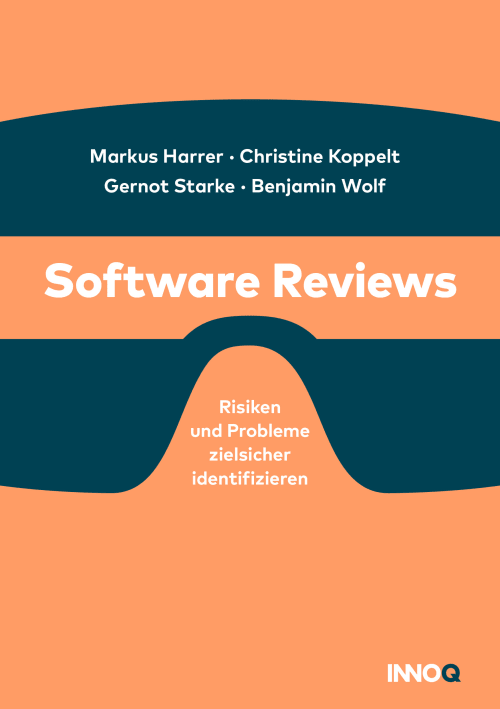 Markus Harrer • Christine Koppelt
Gernot Starke • Benjamin Wolf
Software Reviews
Risiken
und Probleme
zielsicher
identifizieren
INNOQ